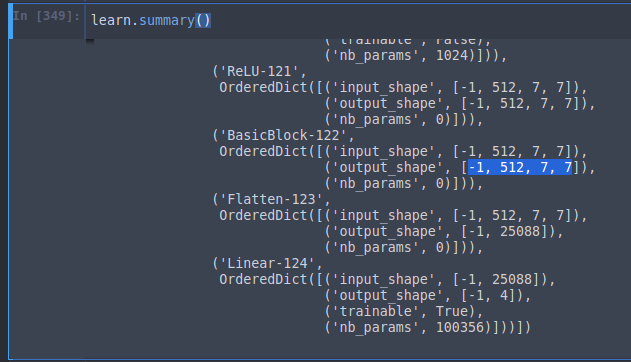 In [349]:
learn.summary()
('trainable', False),
('nb_params', 1024)])),
('ReLU-121',
OrderedDict([('input_shape', [-1, 512, 7, 7]),
('output_shape', [-1, 512, 7, 7]),
('nb_params', 0)])),
('BasicBlock-122',
OrderedDict([('input_shape', [-1, 512, 7, 7]),
('output_shape', [-1, 512, 7, 7]),
('nb_params', 0)])),
('Flatten-123',
OrderedDict([('input_shape', [-1, 512, 7, 7]),
('output_shape', [-1, 25088]),
('nb_params', 0)])),
('Linear-124',
OrderedDict([('input_shape', [-1, 25088]),
('output_shape', [-1, 4]),
('trainable', True),
('nb_params', 100356)]))])